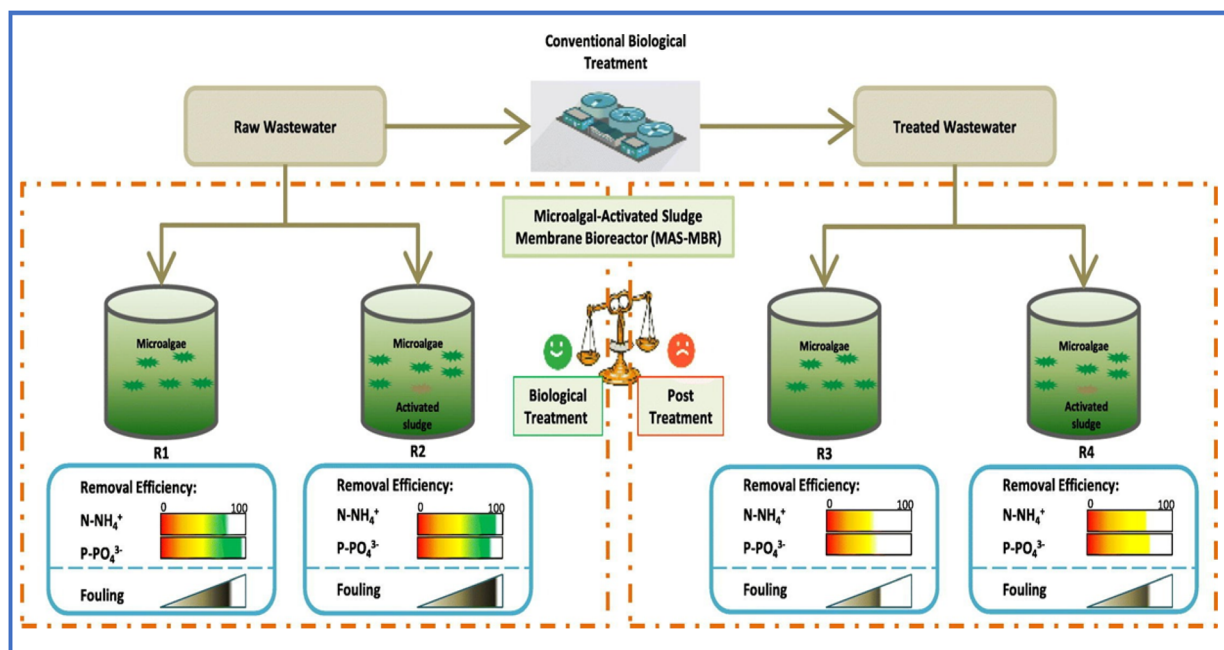 Conventional Biological
Treatment
Raw Wastewater
Treated Wastewater
Microalgal-Activated Sludge
Membrane Bioreactor (MAS-MBR)
Microalgae
R1
Microalgae
Activated
sludge
R2
Biological
Treatment
Post
Treatment
Microalgae
R3
Microalgae
Activated
sludge
R4
Removal Efficiency:
0 100
N-NH₄⁺
P-PO₄³⁻
Fouling
Removal Efficiency:
0 100
N-NH₄⁺
P-PO₄³⁻
Fouling
Removal Efficiency:
0 100
N-NH₄⁺
P-PO₄³⁻
Fouling
Removal Efficiency:
0 100
N-NH₄⁺
P-PO₄³⁻
Fouling